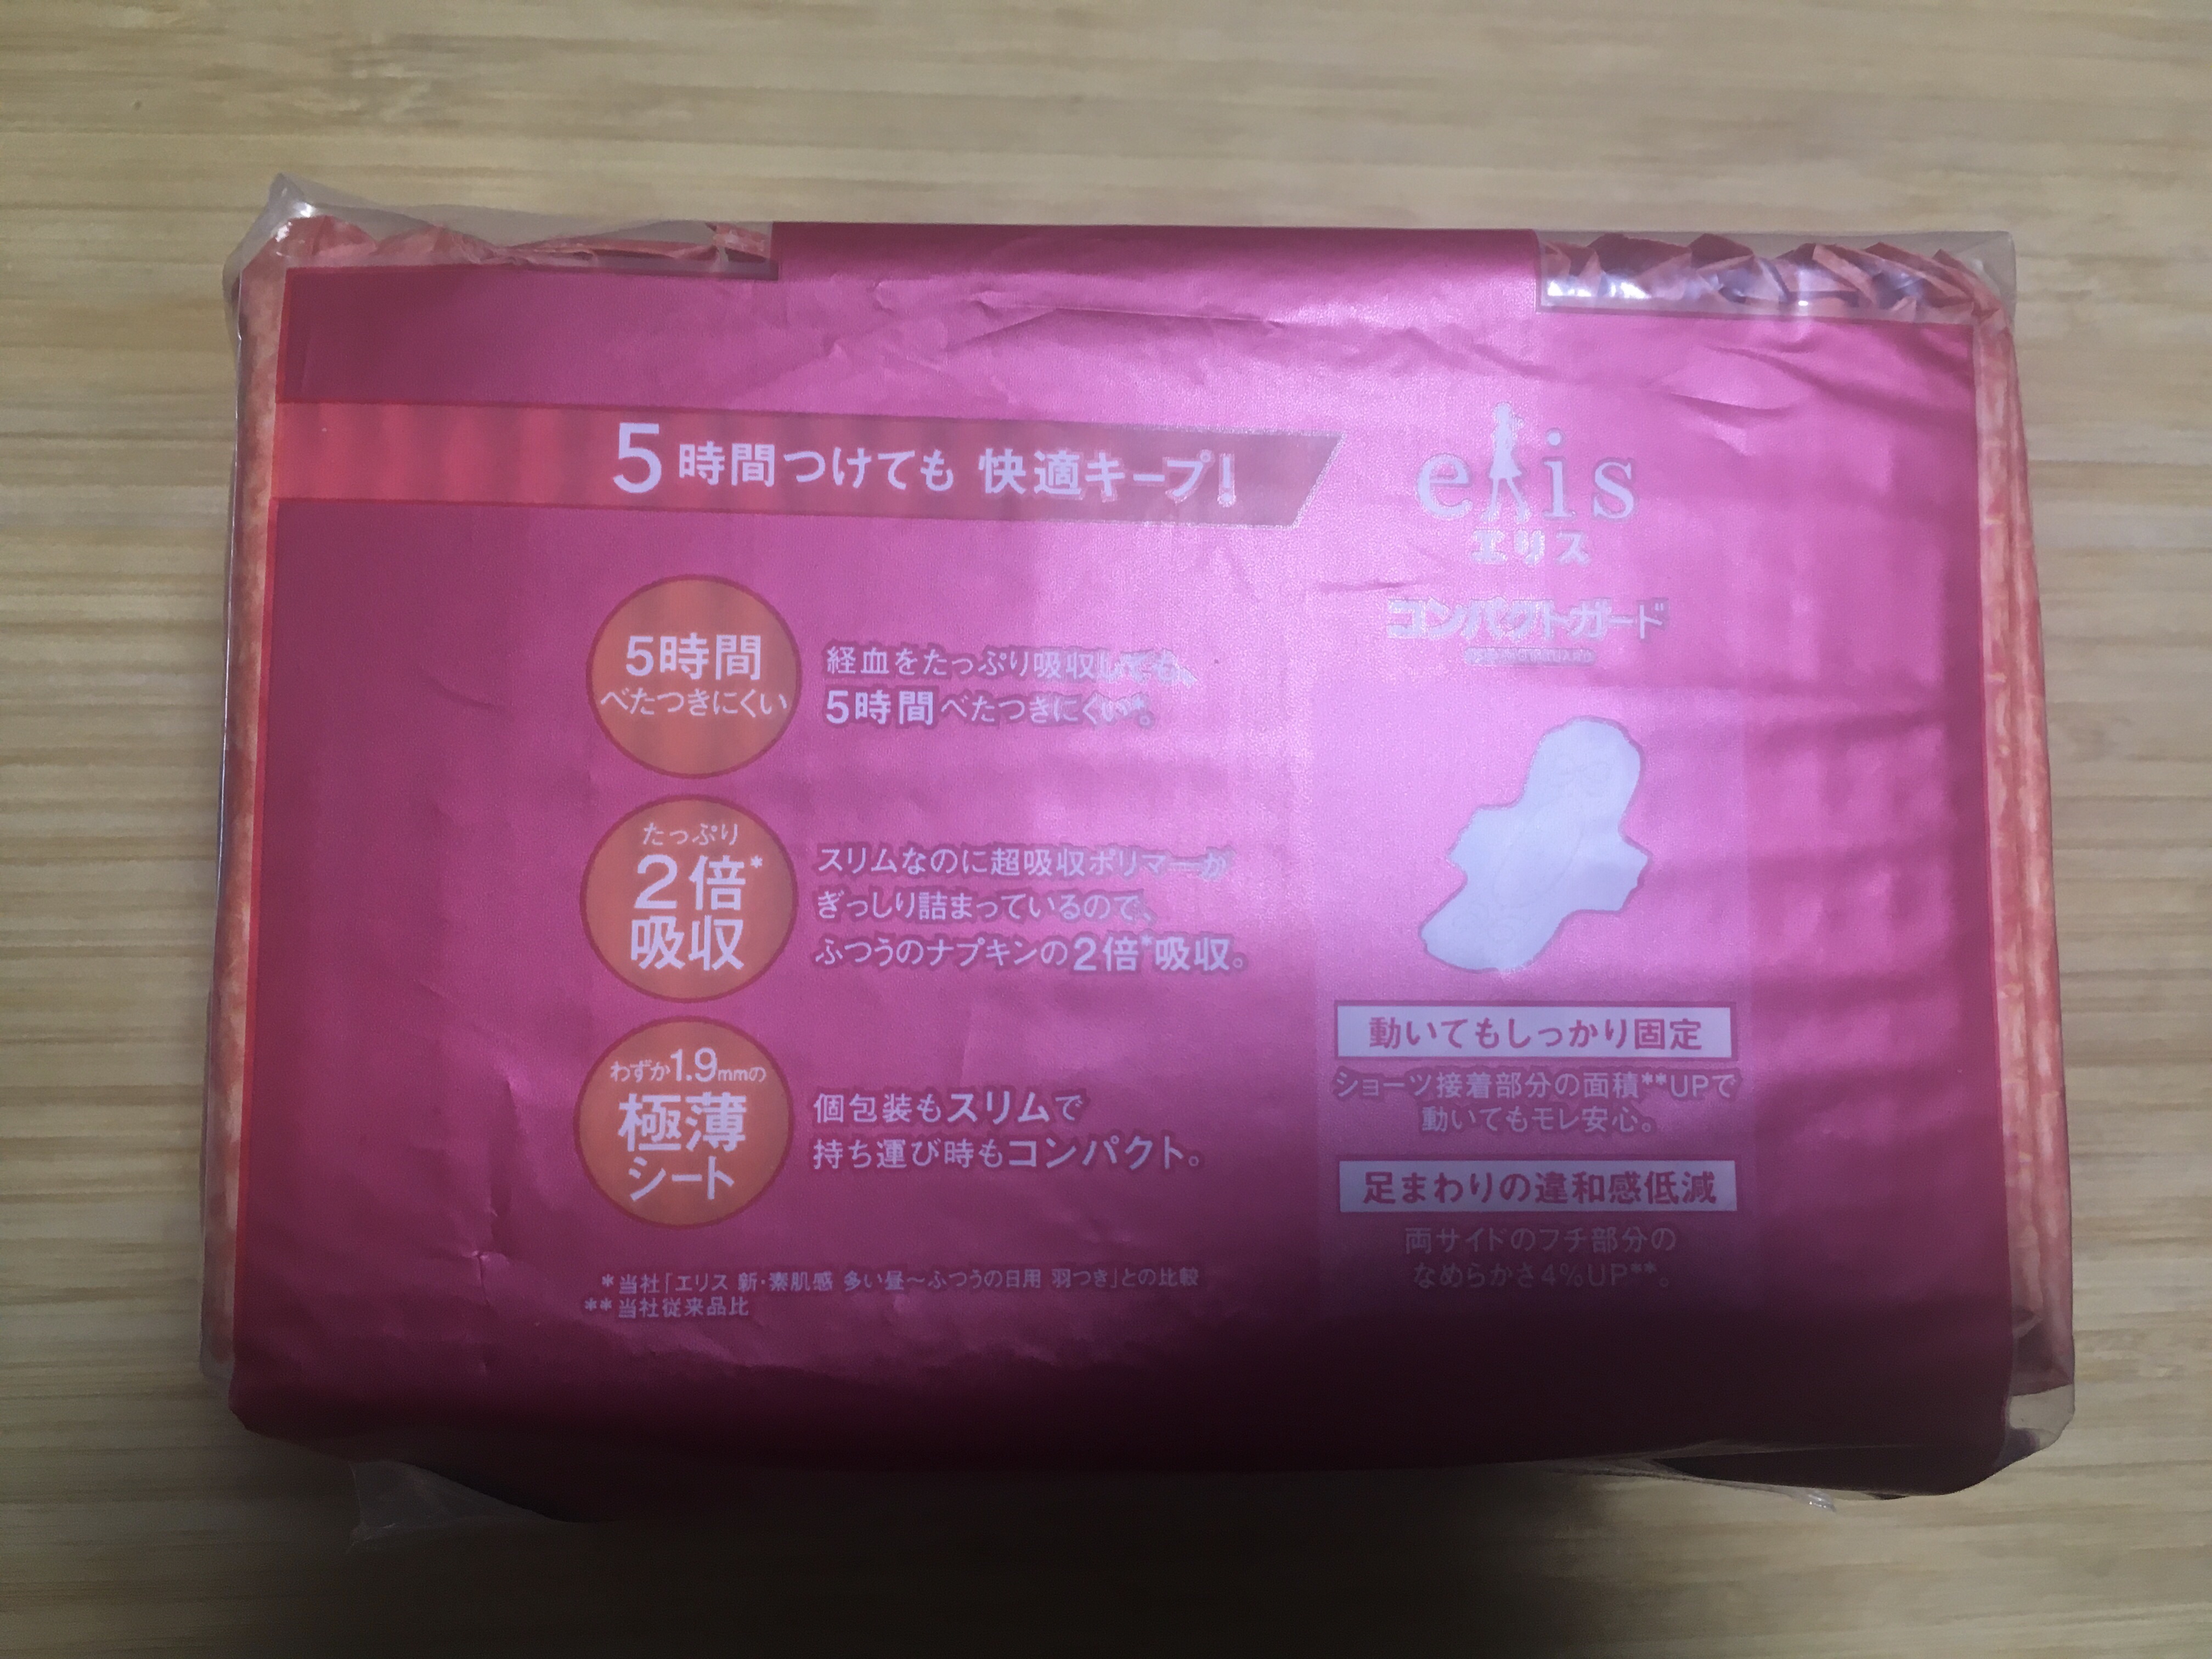 5時間つけても 快適キープ!
elis
エリス
コンパクトガード
5時間
べたつきにくい
経血をたっぷり吸収しても、
5時間べたつきにくい*。
たっぷり
2倍*
吸収
スリムなのに超吸収ポリマーが
ぎっしり詰まっているので、
ふつうのナプキンの2倍*吸収。
わずか1.9mmの
極薄
シート
個包装もスリムで
持ち運び時もコンパクト。
*当社「エリス 新・素肌感 多い昼〜ふつうの日用 羽つき」との比較
**当社従来品比
動いてもしっかり固定
ショーツ接着部分の面積**UPで
動いてもモレ安心。
足まわりの違和感低減
両サイドのフチ部分の
なめらかさ4%UP**。